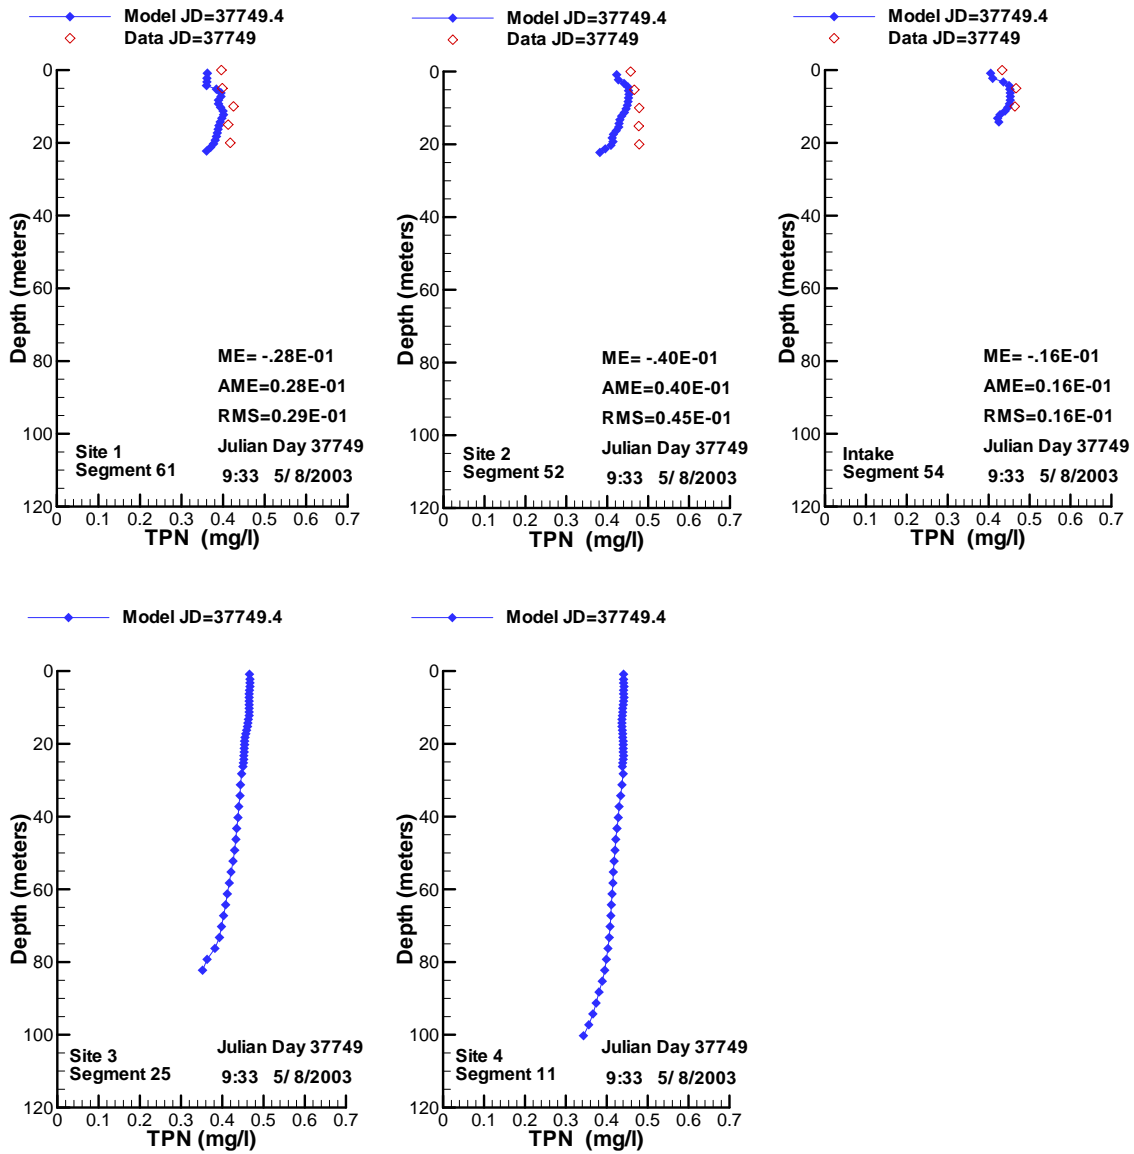 Model JD=37749.4
Data JD=37749
0
20
40
60
80
100
120
Depth (meters)
ME= -.28E-01
AME=0.28E-01
RMS=0.29E-01
Julian Day 37749
9:33 5/ 8/2003
Site 1
Segment 61
0 0.1 0.2 0.3 0.4 0.5 0.6 0.7
TPN (mg/l)
Model JD=37749.4
Data JD=37749
0
20
40
60
80
100
120
Depth (meters)
ME= -.40E-01
AME=0.40E-01
RMS=0.45E-01
Julian Day 37749
9:33 5/ 8/2003
Site 2
Segment 52
0 0.1 0.2 0.3 0.4 0.5 0.6 0.7
TPN (mg/l)
Model JD=37749.4
Data JD=37749
0
20
40
60
80
100
120
Depth (meters)
ME= -.16E-01
AME=0.16E-01
RMS=0.16E-01
Julian Day 37749
9:33 5/ 8/2003
Intake
Segment 54
0 0.1 0.2 0.3 0.4 0.5 0.6 0.7
TPN (mg/l)
Model JD=37749.4
0
20
40
60
80
100
120
Depth (meters)
Julian Day 37749
9:33 5/ 8/2003
Site 3
Segment 25
0 0.1 0.2 0.3 0.4 0.5 0.6 0.7
TPN (mg/l)
Model JD=37749.4
0
20
40
60
80
100
120
Depth (meters)
Julian Day 37749
9:33 5/ 8/2003
Site 4
Segment 11
0 0.1 0.2 0.3 0.4 0.5 0.6 0.7
TPN (mg/l)